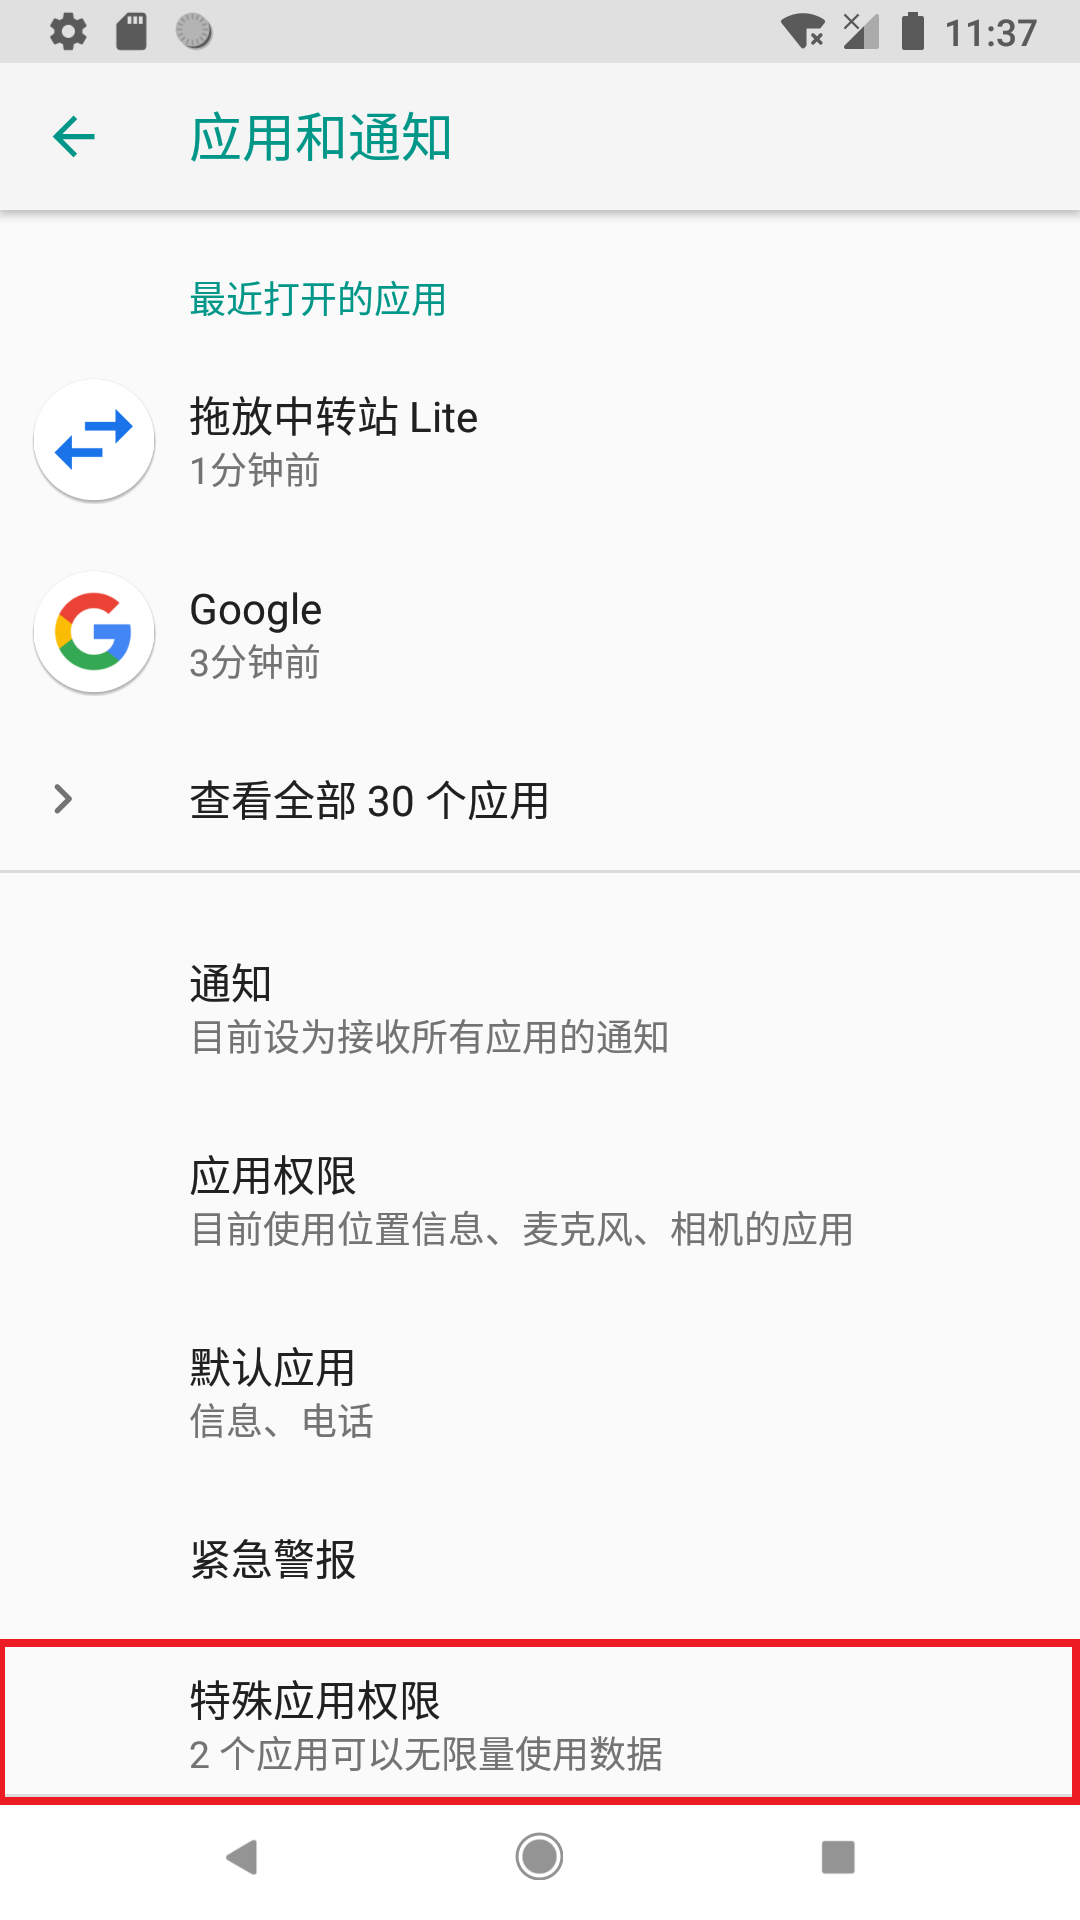 11:37
应用和通知
最近打开的应用
拖放中转站 Lite
1分钟前
Google
3分钟前
查看全部 30 个应用
通知
目前设为接收所有应用的通知
应用权限
目前使用位置信息、麦克风、相机的应用
默认应用
信息、电话
紧急警报
特殊应用权限
2 个应用可以无限量使用数据